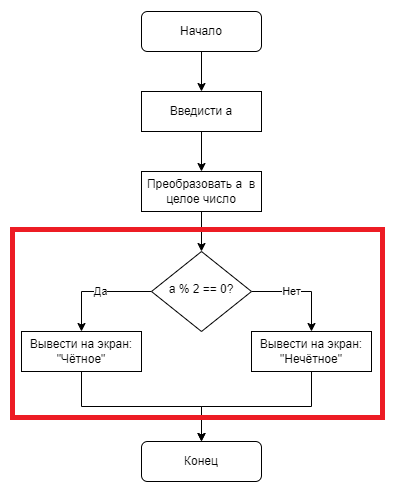 Начало
Введисти а
Преобразовать а в
целое число
а % 2 == 0?
Да
Нет
Вывести на экран:
"Чётное"
Вывести на экран:
"Нечётное"
Конец